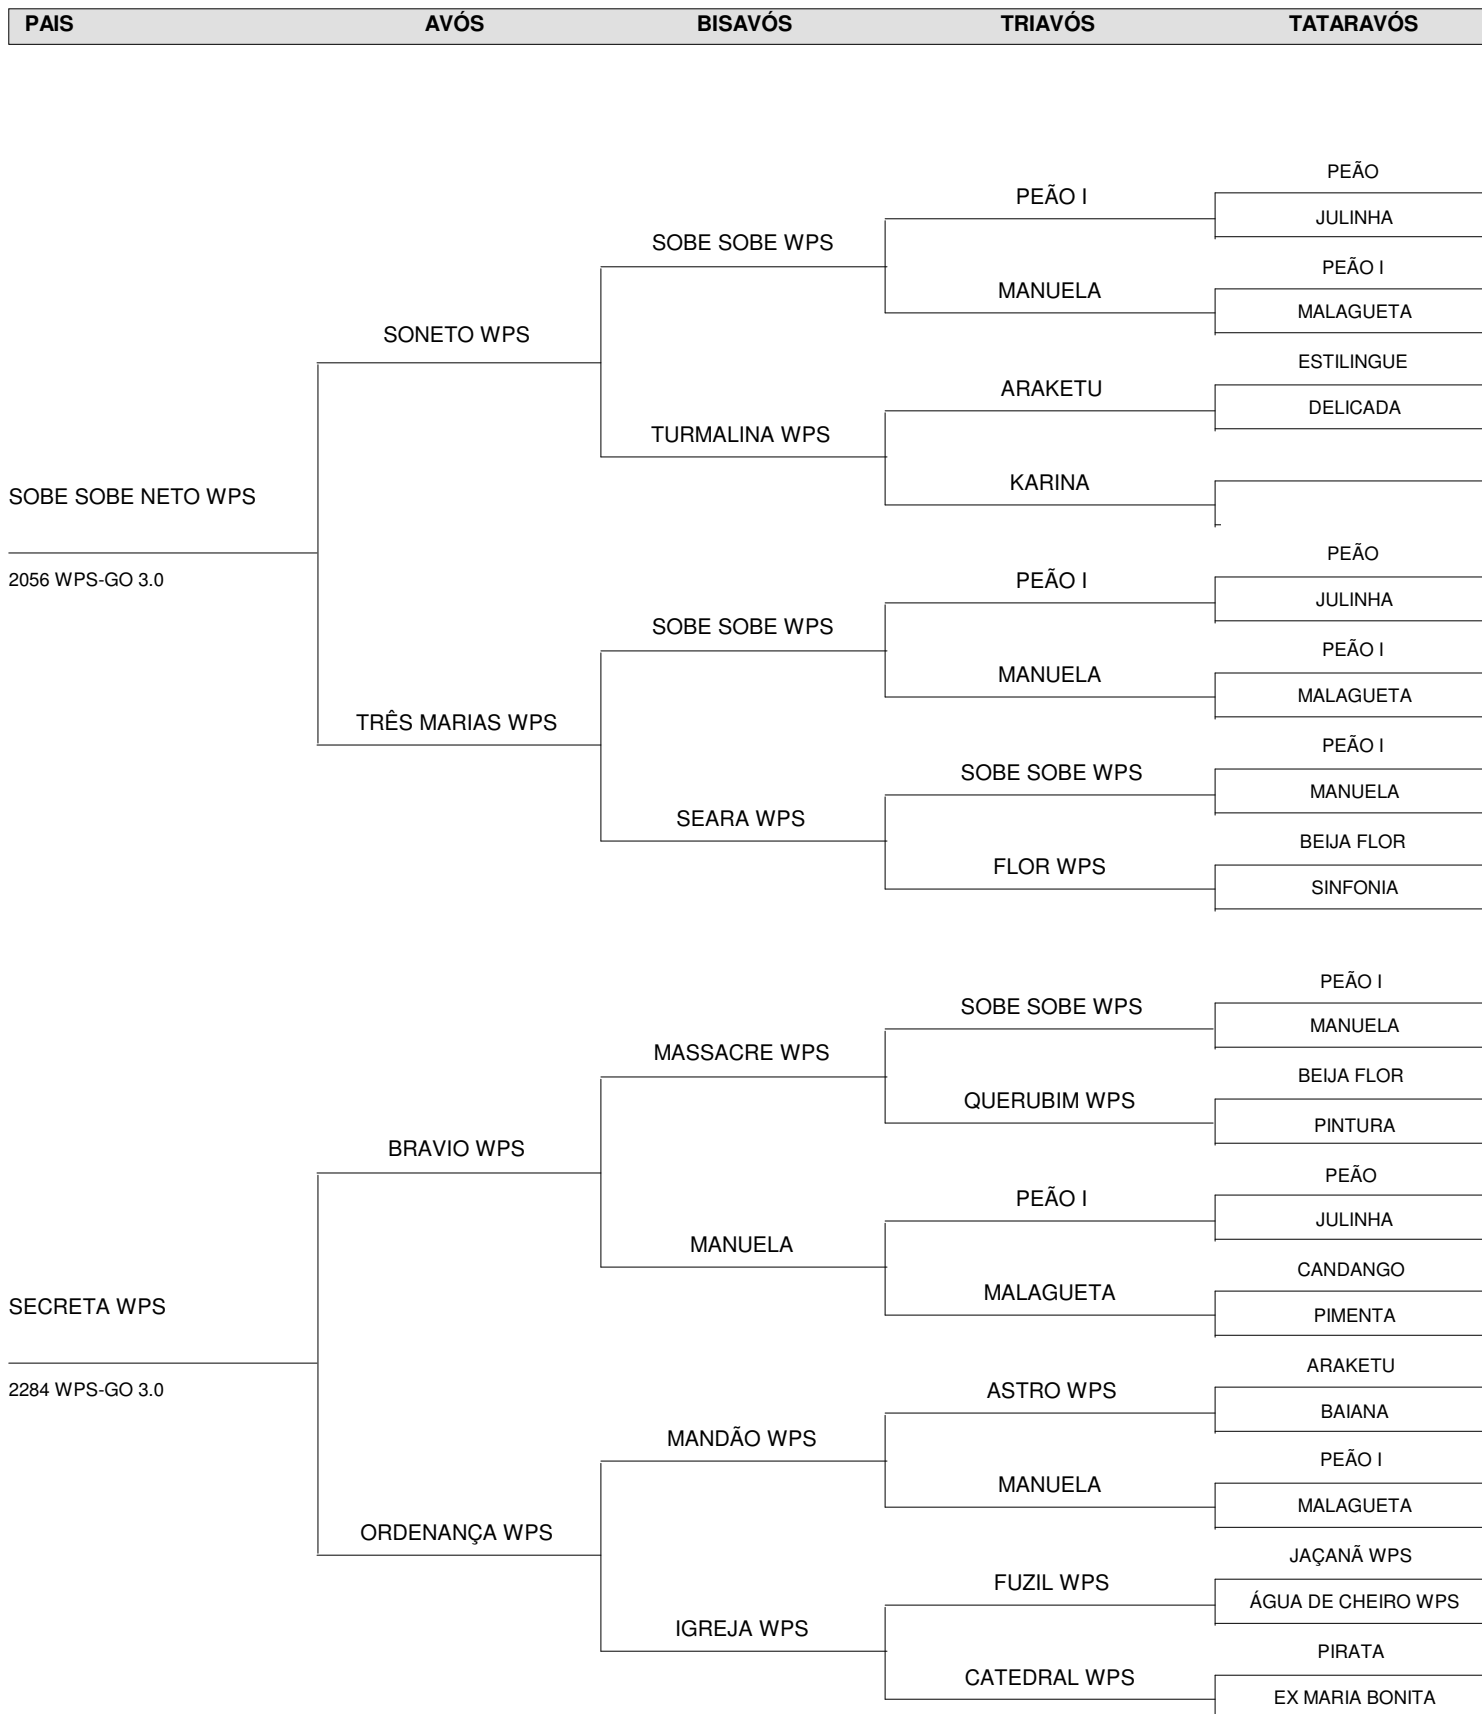 PAIS AVÓS BISAVÓS TRIAVÓS TATARAVÓS
PEÃO
PEÃO I
JULINHA
SOBE SOBE WPS
PEÃO I
MANUELA
MALAGUETA
SONETO WPS
ESTILINGUE
ARAKETU
DELICADA
TURMALINA WPS
KARINA
SOBE SOBE NETO WPS
PEÃO
2056 WPS-GO 3.0
PEÃO I
JULINHA
SOBE SOBE WPS
PEÃO I
MANUELA
MALAGUETA
TRÊS MARIAS WPS
PEÃO I
SOBE SOBE WPS
MANUELA
SEARA WPS
BEIJA FLOR
FLOR WPS
SINFONIA
PEÃO I
SOBE SOBE WPS
MANUELA
MASSACRE WPS
BEIJA FLOR
QUERUBIM WPS
PINTURA
BRAVIO WPS
PEÃO
PEÃO I
JULINHA
MANUELA
CANDANGO
MALAGUETA
SECRETA WPS
PIMENTA
ARAKETU
2284 WPS-GO 3.0
ASTRO WPS
BAIANA
MANDÃO WPS
PEÃO I
MANUELA
MALAGUETA
ORDENANÇA WPS
JAÇANÃ WPS
FUZIL WPS
ÁGUA DE CHEIRO WPS
IGREJA WPS
PIRATA
CATEDRAL WPS
EX MARIA BONITA